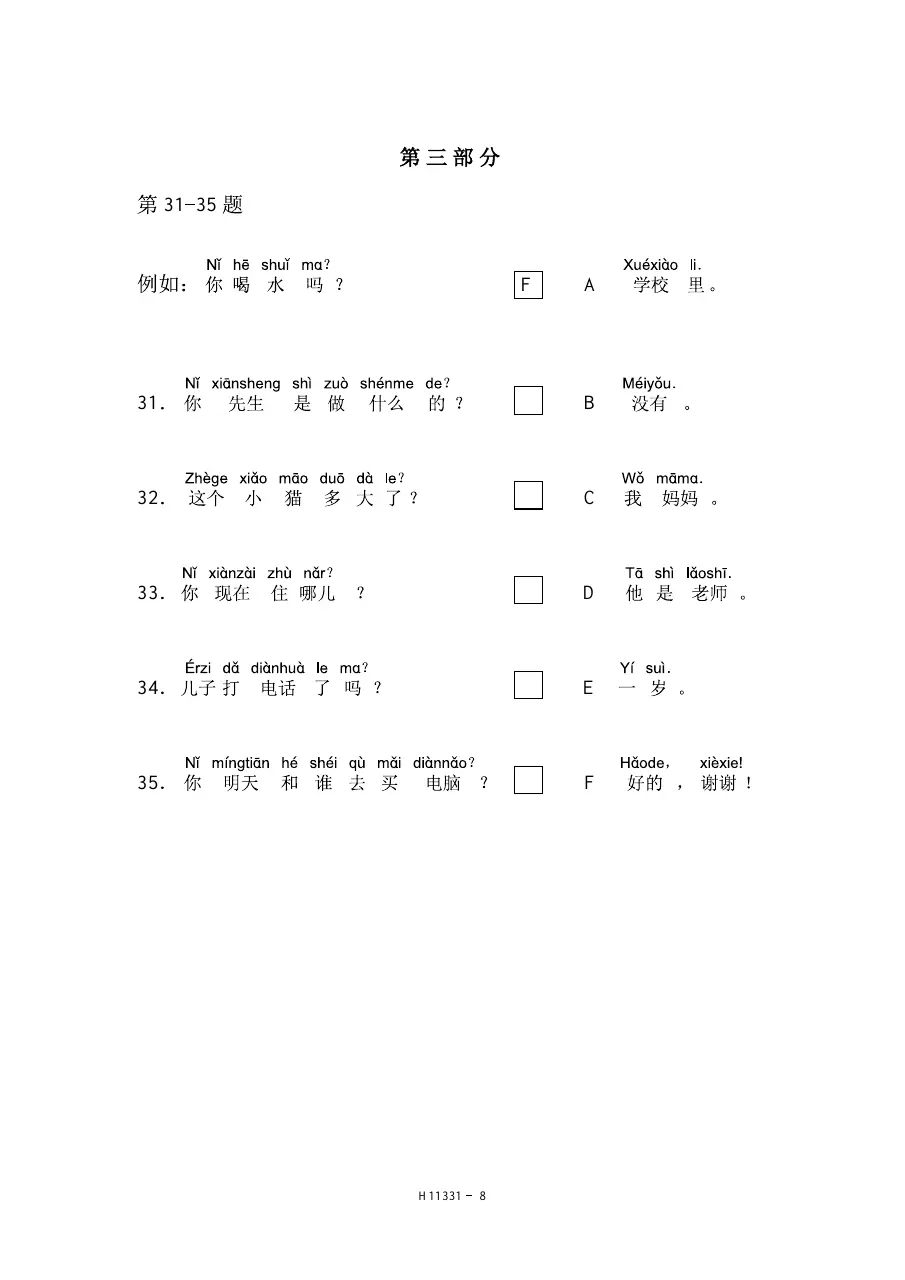 第三部分
第 31-35 题
Nǐ hē shuǐ ma? Xuéxiào li.
例如： 你 喝 水 吗 ？ F A 学校 里 。
Nǐ xiānsheng shì zuò shénme de? Méiyǒu.
31． 你 先生 是 做 什么 的 ？ B 没有 。
Zhège xiǎo māo duō dà le? Wǒ māma.
32． 这个 小 猫 多 大 了 ？ C 我 妈妈 。
Nǐ xiànzài zhù nǎr? Tā shì lǎoshī.
33． 你 现在 住 哪儿 ？ D 他 是 老师 。
Érzi dǎ diànhuà le ma? Yí suì.
34． 儿子 打 电话 了 吗 ？ E 一 岁 。
Nǐ míngtiān hé shéi qù mǎi diànnǎo? Hǎode， xièxie!
35． 你 明天 和 谁 去 买 电脑 ？ F 好的 ， 谢谢 ！
H11331 - 8